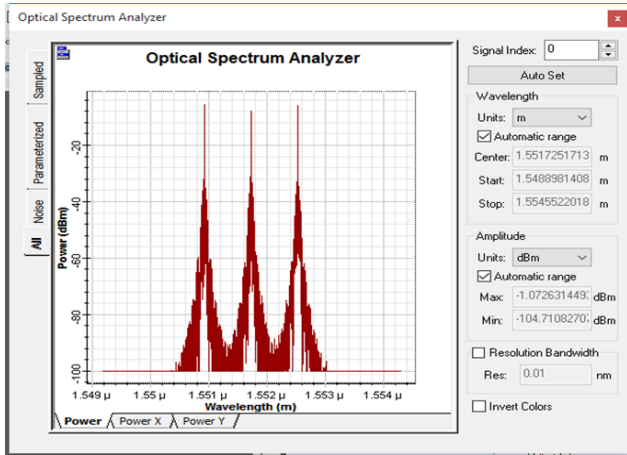 Optical Spectrum Analyzer
Optical Spectrum Analyzer
Sampled
Parameterized
Noise
All
Power (dBm)
-20
-40
-60
-80
-100
1.549 µ 1.55 µ 1.551 µ 1.552 µ 1.553 µ 1.554 µ
Wavelength (m)
Power Power X Power Y
Signal Index: 0
Auto Set
Wavelength
Units: m
Automatic range
Center: 1.5517251713 m
Start: 1.5488981408 m
Stop: 1.5545522018 m
Amplitude
Units: dBm
Automatic range
Max: -1.072631449 dBm
Min: -104.7108270 dBm
Resolution Bandwidth
Res: 0.01 nm
Invert Colors